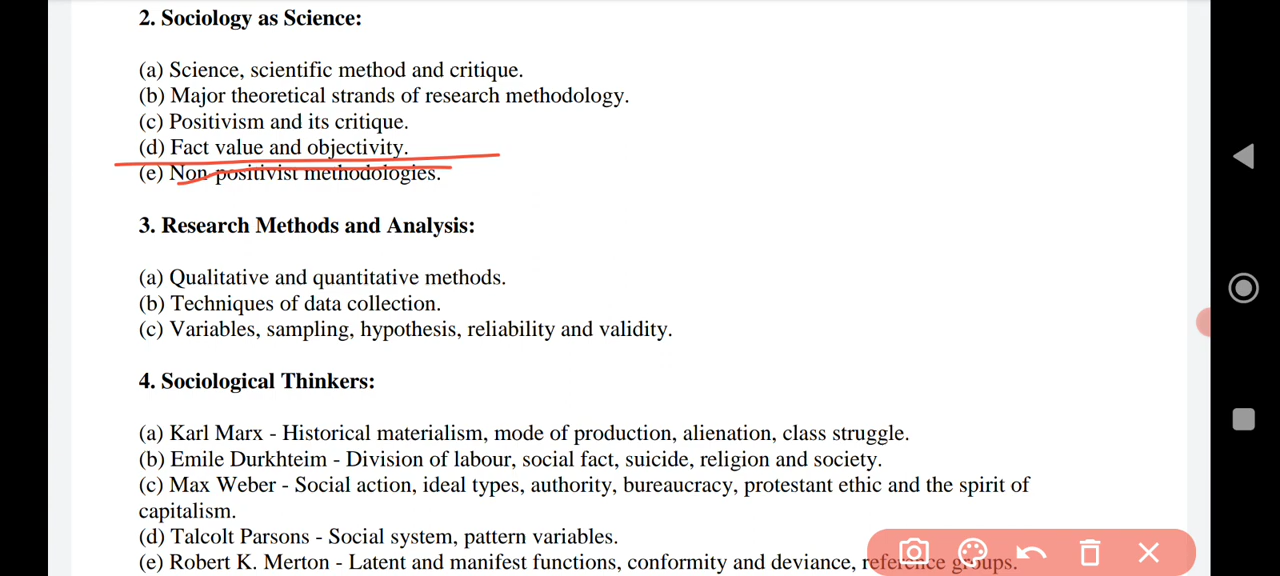 2. Sociology as Science:
(a) Science, scientific method and critique.
(b) Major theoretical strands of research methodology.
(c) Positivism and its critique.
(d) Fact value and objectivity.
(e) Non-positivist methodologies.
3. Research Methods and Analysis:
(a) Qualitative and quantitative methods.
(b) Techniques of data collection.
(c) Variables, sampling, hypothesis, reliability and validity.
4. Sociological Thinkers:
(a) Karl Marx - Historical materialism, mode of production, alienation, class struggle.
(b) Emile Durkhteim - Division of labour, social fact, suicide, religion and society.
(c) Max Weber - Social action, ideal types, authority, bureaucracy, protestant ethic and the spirit of
capitalism.
(d) Talcolt Parsons - Social system, pattern variables.
(e) Robert K. Merton - Latent and manifest functions, conformity and deviance, reference groups.